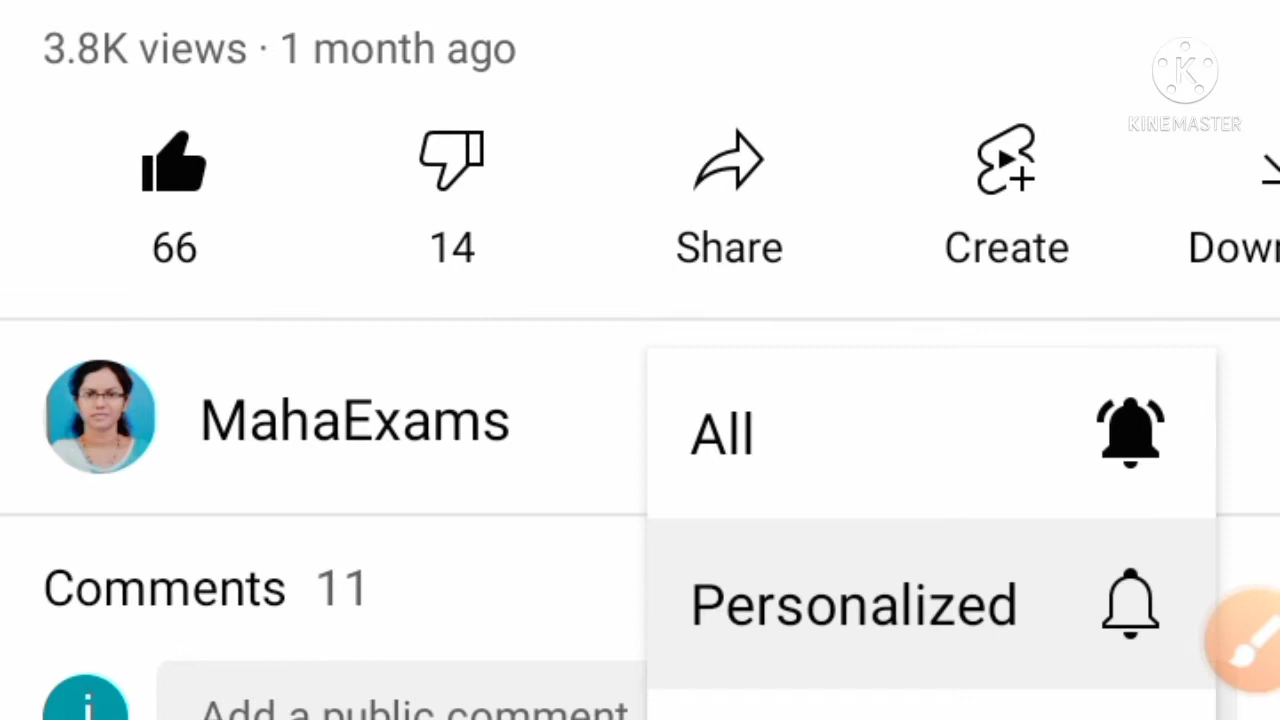 3.8K views · 1 month ago
KINEMASTER
66
14
Share
Create
MahaExams
All
Comments 11
Personalized
Add a public comment